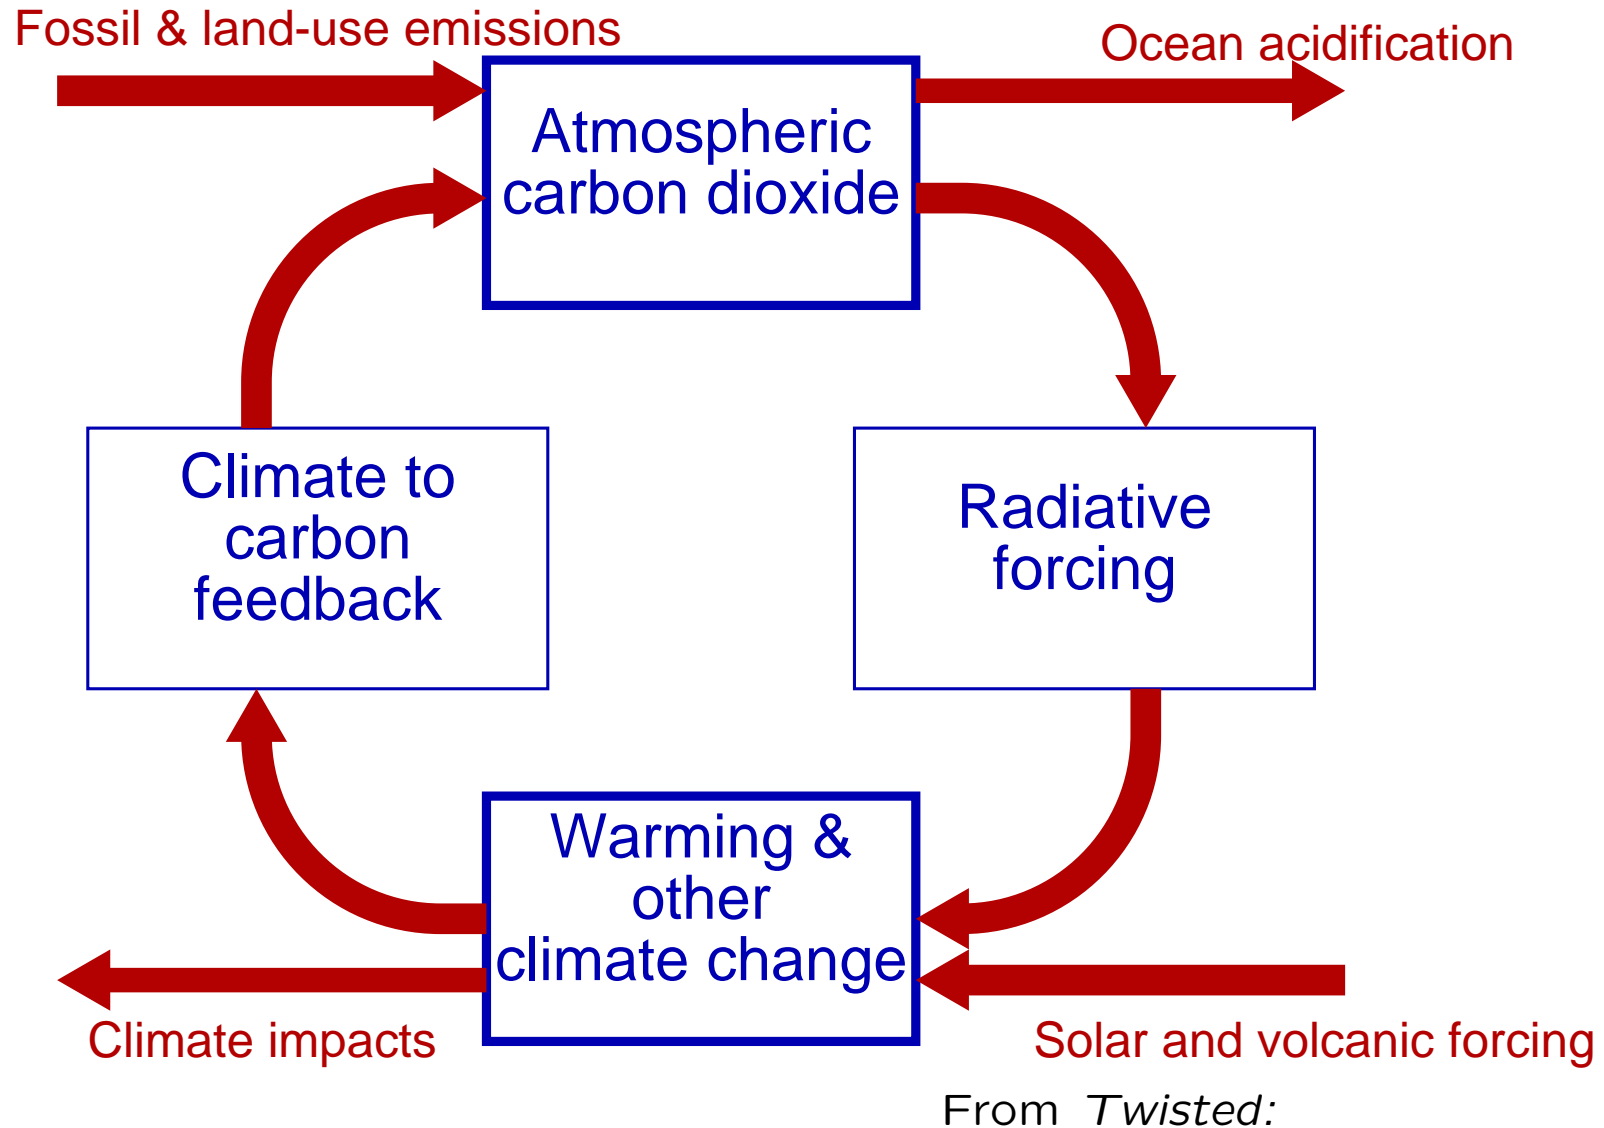 Fossil & land-use emissions
Ocean acidification
Atmospheric
carbon dioxide
Climate to
carbon
feedback
Radiative
forcing
Warming &
other
climate change
Climate impacts
Solar and volcanic forcing
From Twisted: